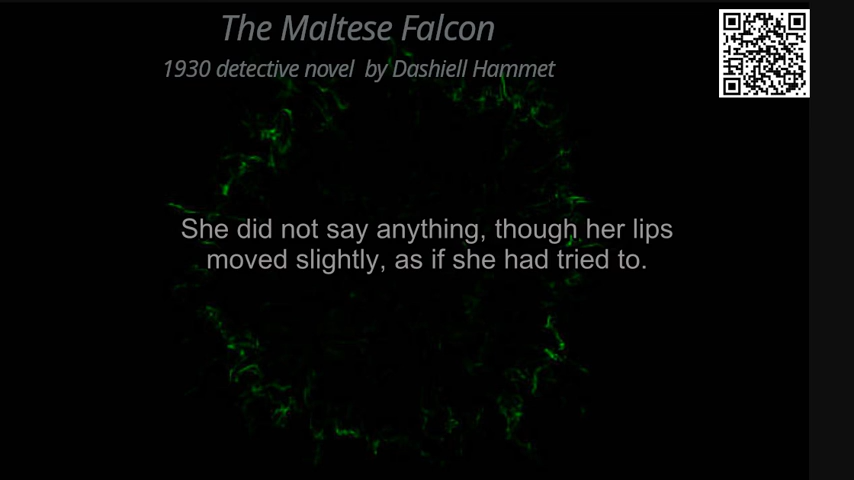 The Maltese Falcon
1930 detective novel by Dashiell Hammet
She did not say anything, though her lips
moved slightly, as if she had tried to.